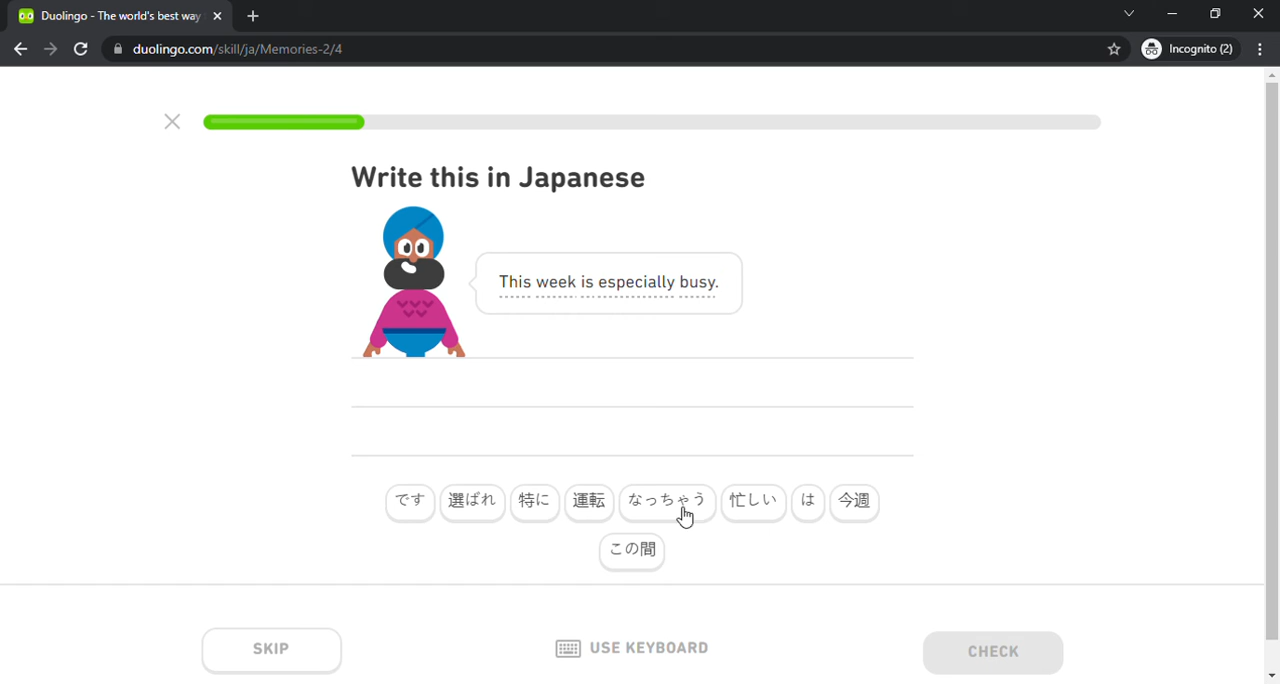 Duolingo - The world's best way
duolingo.com/skill/ja/Memories-2/4
Incognito (2)
Write this in Japanese
This week is especially busy.
です 選ばれ 特に 運転 なっちゃう 忙しい は 今週
この間
SKIP
USE KEYBOARD
CHECK